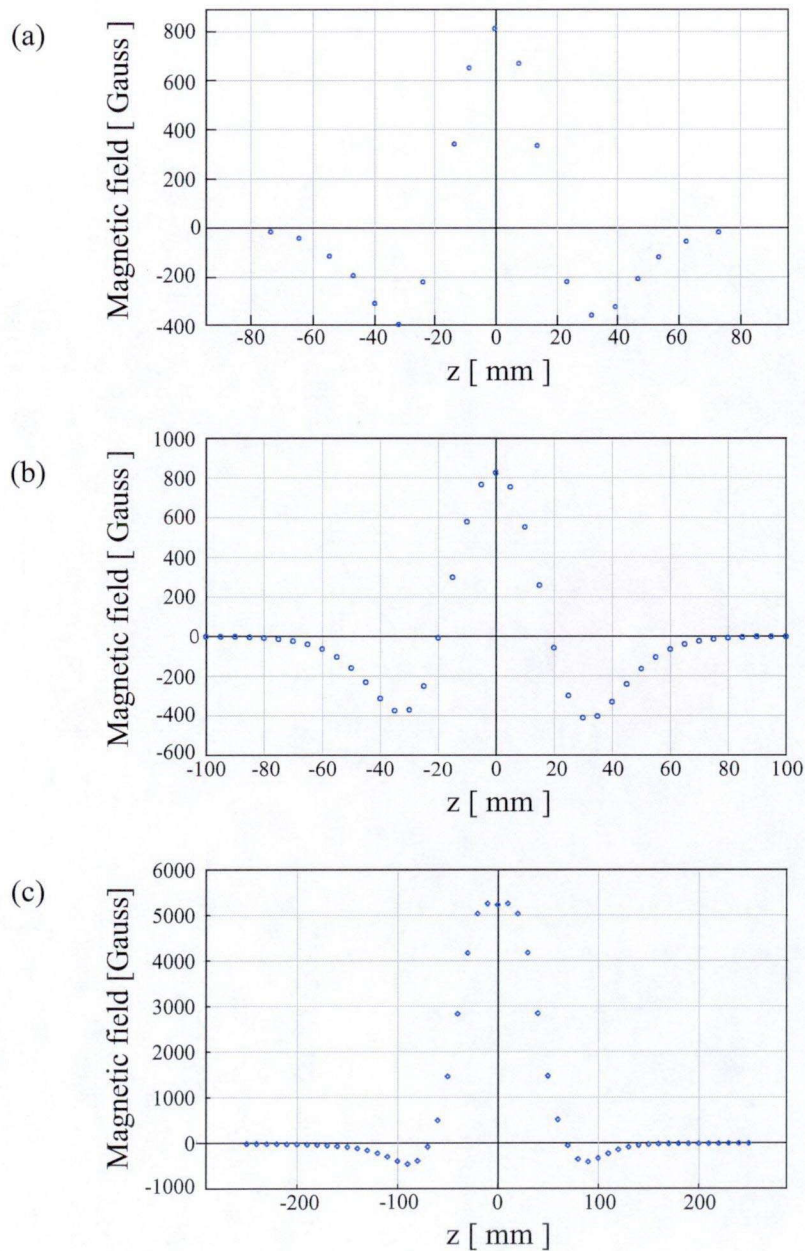 (a)
Magnetic field [ Gauss ]
800
600
400
200
0
-200
-400
-80 -60 -40 -20 0 20 40 60 80
z [ mm ]
(b)
Magnetic field [ Gauss ]
1000
800
600
400
200
0
-200
-400
-600
-100 -80 -60 -40 -20 0 20 40 60 80 100
z [ mm ]
(c)
Magnetic field [Gauss]
6000
5000
4000
3000
2000
1000
0
-1000
-200 -100 0 100 200
z [ mm ]